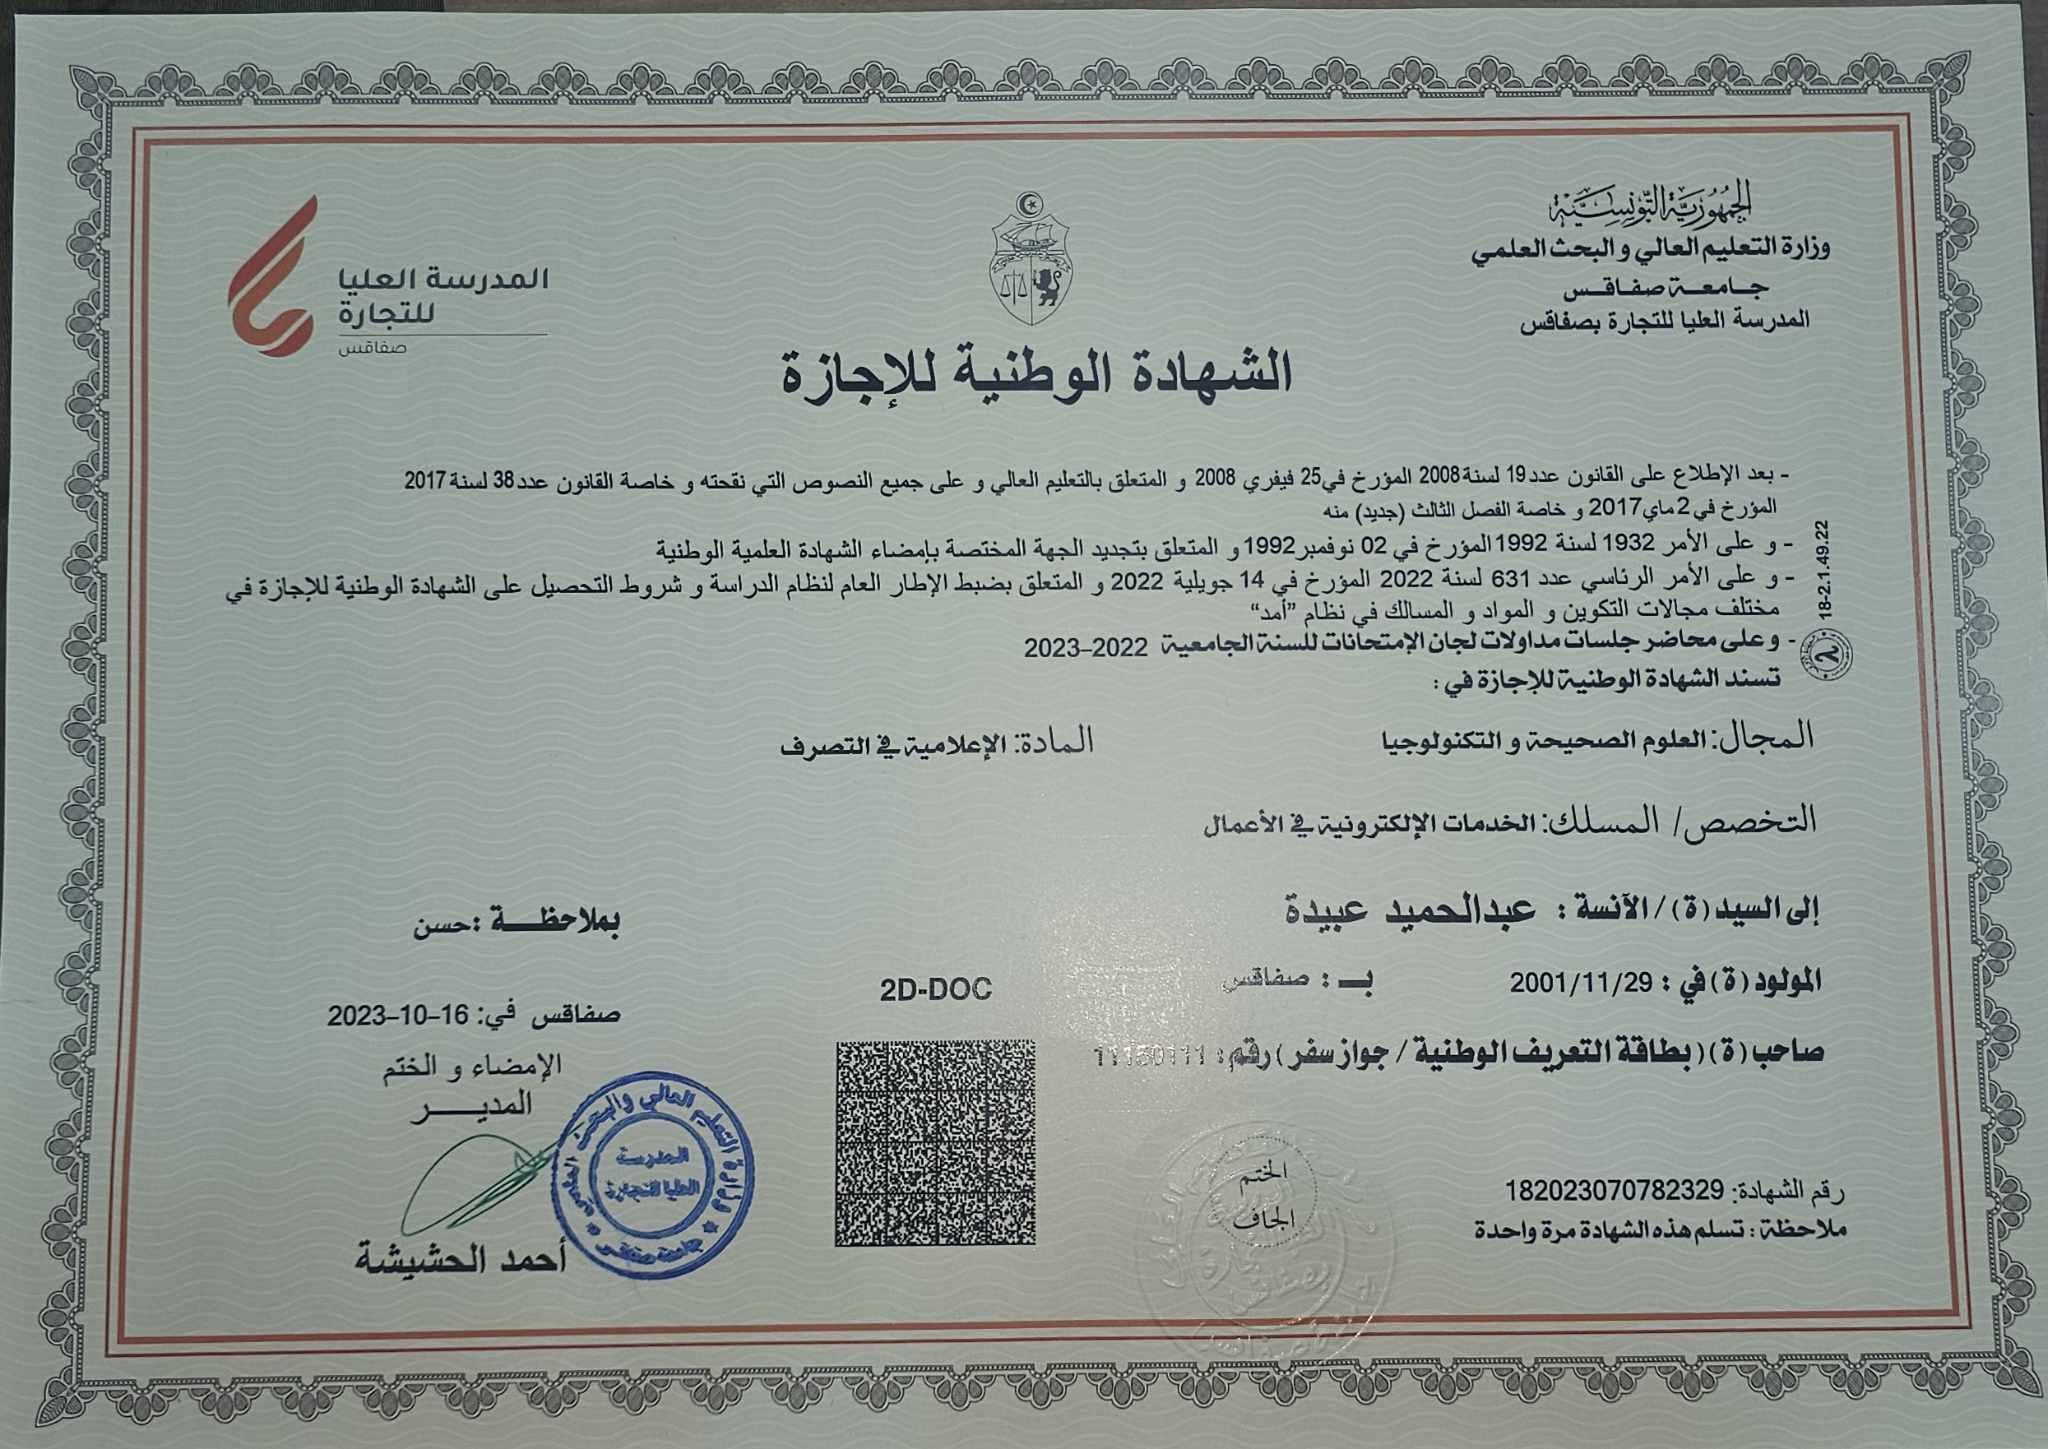 الجمهورية التونسية
وزارة التعليم العالي و البحث العلمي
جامعة صفاقس
المدرسة العليا للتجارة بصفاقس
المدرسة العليا
للتجارة
صفاقس
الشهادة الوطنية للإجازة
- بعد الإطلاع على القانون عدد 19 لسنة 2008 المؤرخ في 25 فيفري 2008 و المتعلق بالتعليم العالي و على جميع النصوص التي نقحته و خاصة القانون عدد 38 لسنة 2017
المؤرخ في 2 ماي 2017 و خاصة الفصل الثالث (جديد) منه
- و على الأمر 1932 لسنة 1992 المؤرخ في 02 نوفمبر 1992 و المتعلق بتجديد الجهة المختصة بإمضاء الشهادة العلمية الوطنية
- و على الأمر الرئاسي عدد 631 لسنة 2022 المؤرخ في 14 جويلية 2022 و المتعلق بضبط الإطار العام لنظام الدراسة و شروط التحصيل على الشهادة الوطنية للإجازة في
مختلف مجالات التكوين و المواد و المسالك في نظام "أمد"
- و على محاضر جلسات مداولات لجان الإمتحانات للسنة الجامعية 2022-2023
تسند الشهادة الوطنية للإجازة في :
18-2.1.49.22
المجال: العلوم الصحيحة و التكنولوجيا
المادة: الإعلامية في التصرف
التخصص/ المسلك: الخدمات الإلكترونية في الأعمال
إلى السيد (ة) / الآنسة : عبدالحميد عبيدة
بملاحظة : حسن
المولود (ة) في : 2001/11/29 بـ : صفاقس
2D-DOC
صفاقس في: 16-10-2023
صاحب (ة) ( بطاقة التعريف الوطنية / جواز سفر ) رقم :
الإمضاء و الختم
المدير
وزارة التعليم العالي والبحث العلمي
جامعة صفاقس
المدرسة
العليا للتجارة
أحمد الحشيشة
الختم
الجاف
رقم الشهادة: 182023070782329
ملاحظة : تسلم هذه الشهادة مرة واحدة